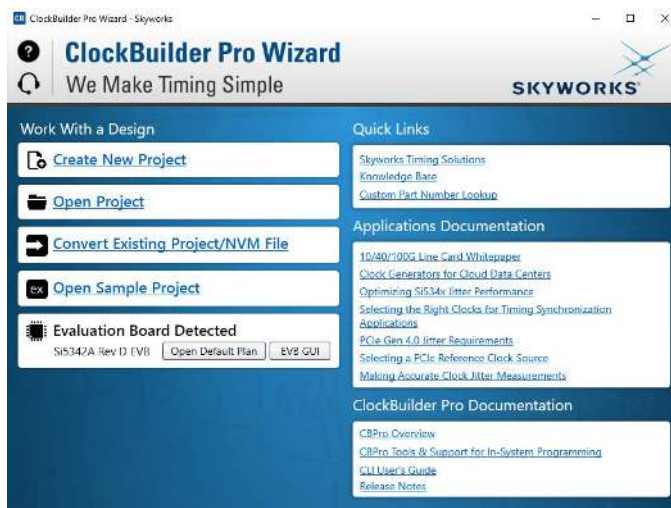 CB ClockBuilder Pro Wizard - Skyworks
ClockBuilder Pro Wizard
We Make Timing Simple
SKYWORKS
Work With a Design
Create New Project
Open Project
Convert Existing Project/NVM File
ex Open Sample Project
Evaluation Board Detected
Si5342A Rev D EVB Open Default Plan EVB GUI
Quick Links
Skyworks Timing Solutions
Knowledge Base
Custom Part Number Lookup
Applications Documentation
10/40/100G Line Card Whitepaper
Clock Generators for Cloud Data Centers
Optimizing Si534x Jitter Performance
Selecting the Right Clocks for Timing Synchronization
Applications
PCIe Gen 4.0 Jitter Requirements
Selecting a PCIe Reference Clock Source
Making Accurate Clock Jitter Measurements
ClockBuilder Pro Documentation
CBPro Overview
CBPro Tools & Support for In-System Programming
CLI User's Guide
Release Notes